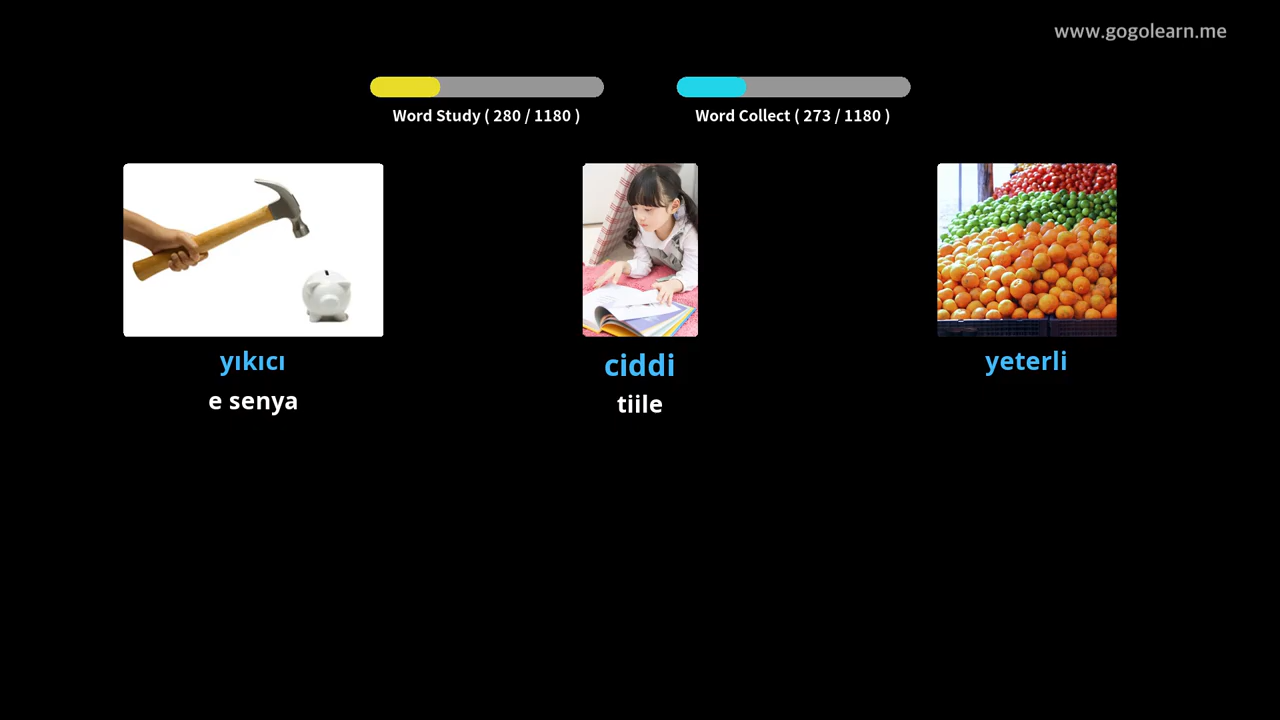 www.gogolearn.me
Word Study ( 280 / 1180 )
Word Collect ( 273 / 1180 )
yıkıcı
e senya
ciddi
tiile
yeterli